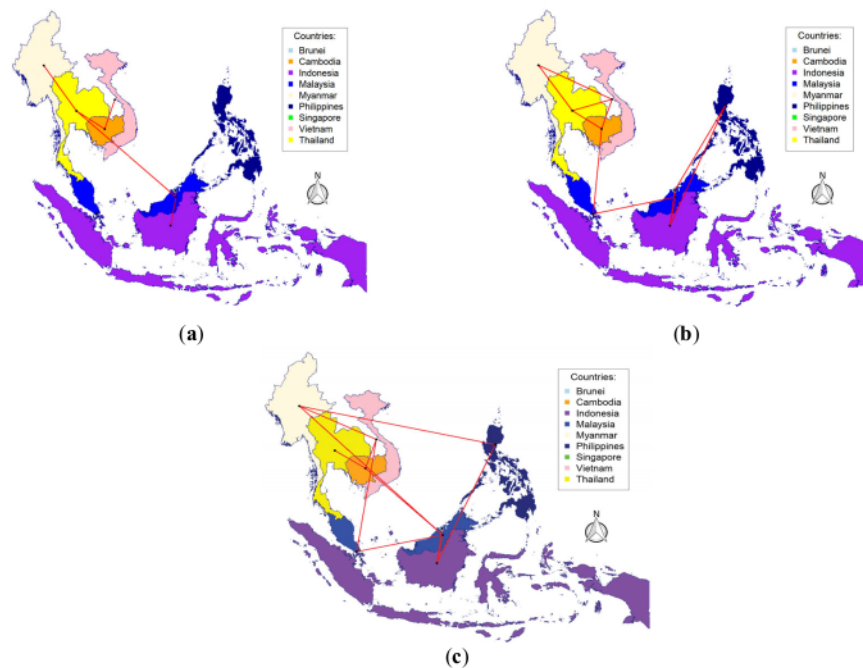 Countries:
Brunei
Cambodia
Indonesia
Malaysia
Myanmar
Philippines
Singapore
Vietnam
Thailand
N
(a)
Countries:
Brunei
Cambodia
Indonesia
Malaysia
Myanmar
Philippines
Singapore
Vietnam
Thailand
N
(b)
Countries:
Brunei
Cambodia
Indonesia
Malaysia
Myanmar
Philippines
Singapore
Vietnam
Thailand
N
(c)